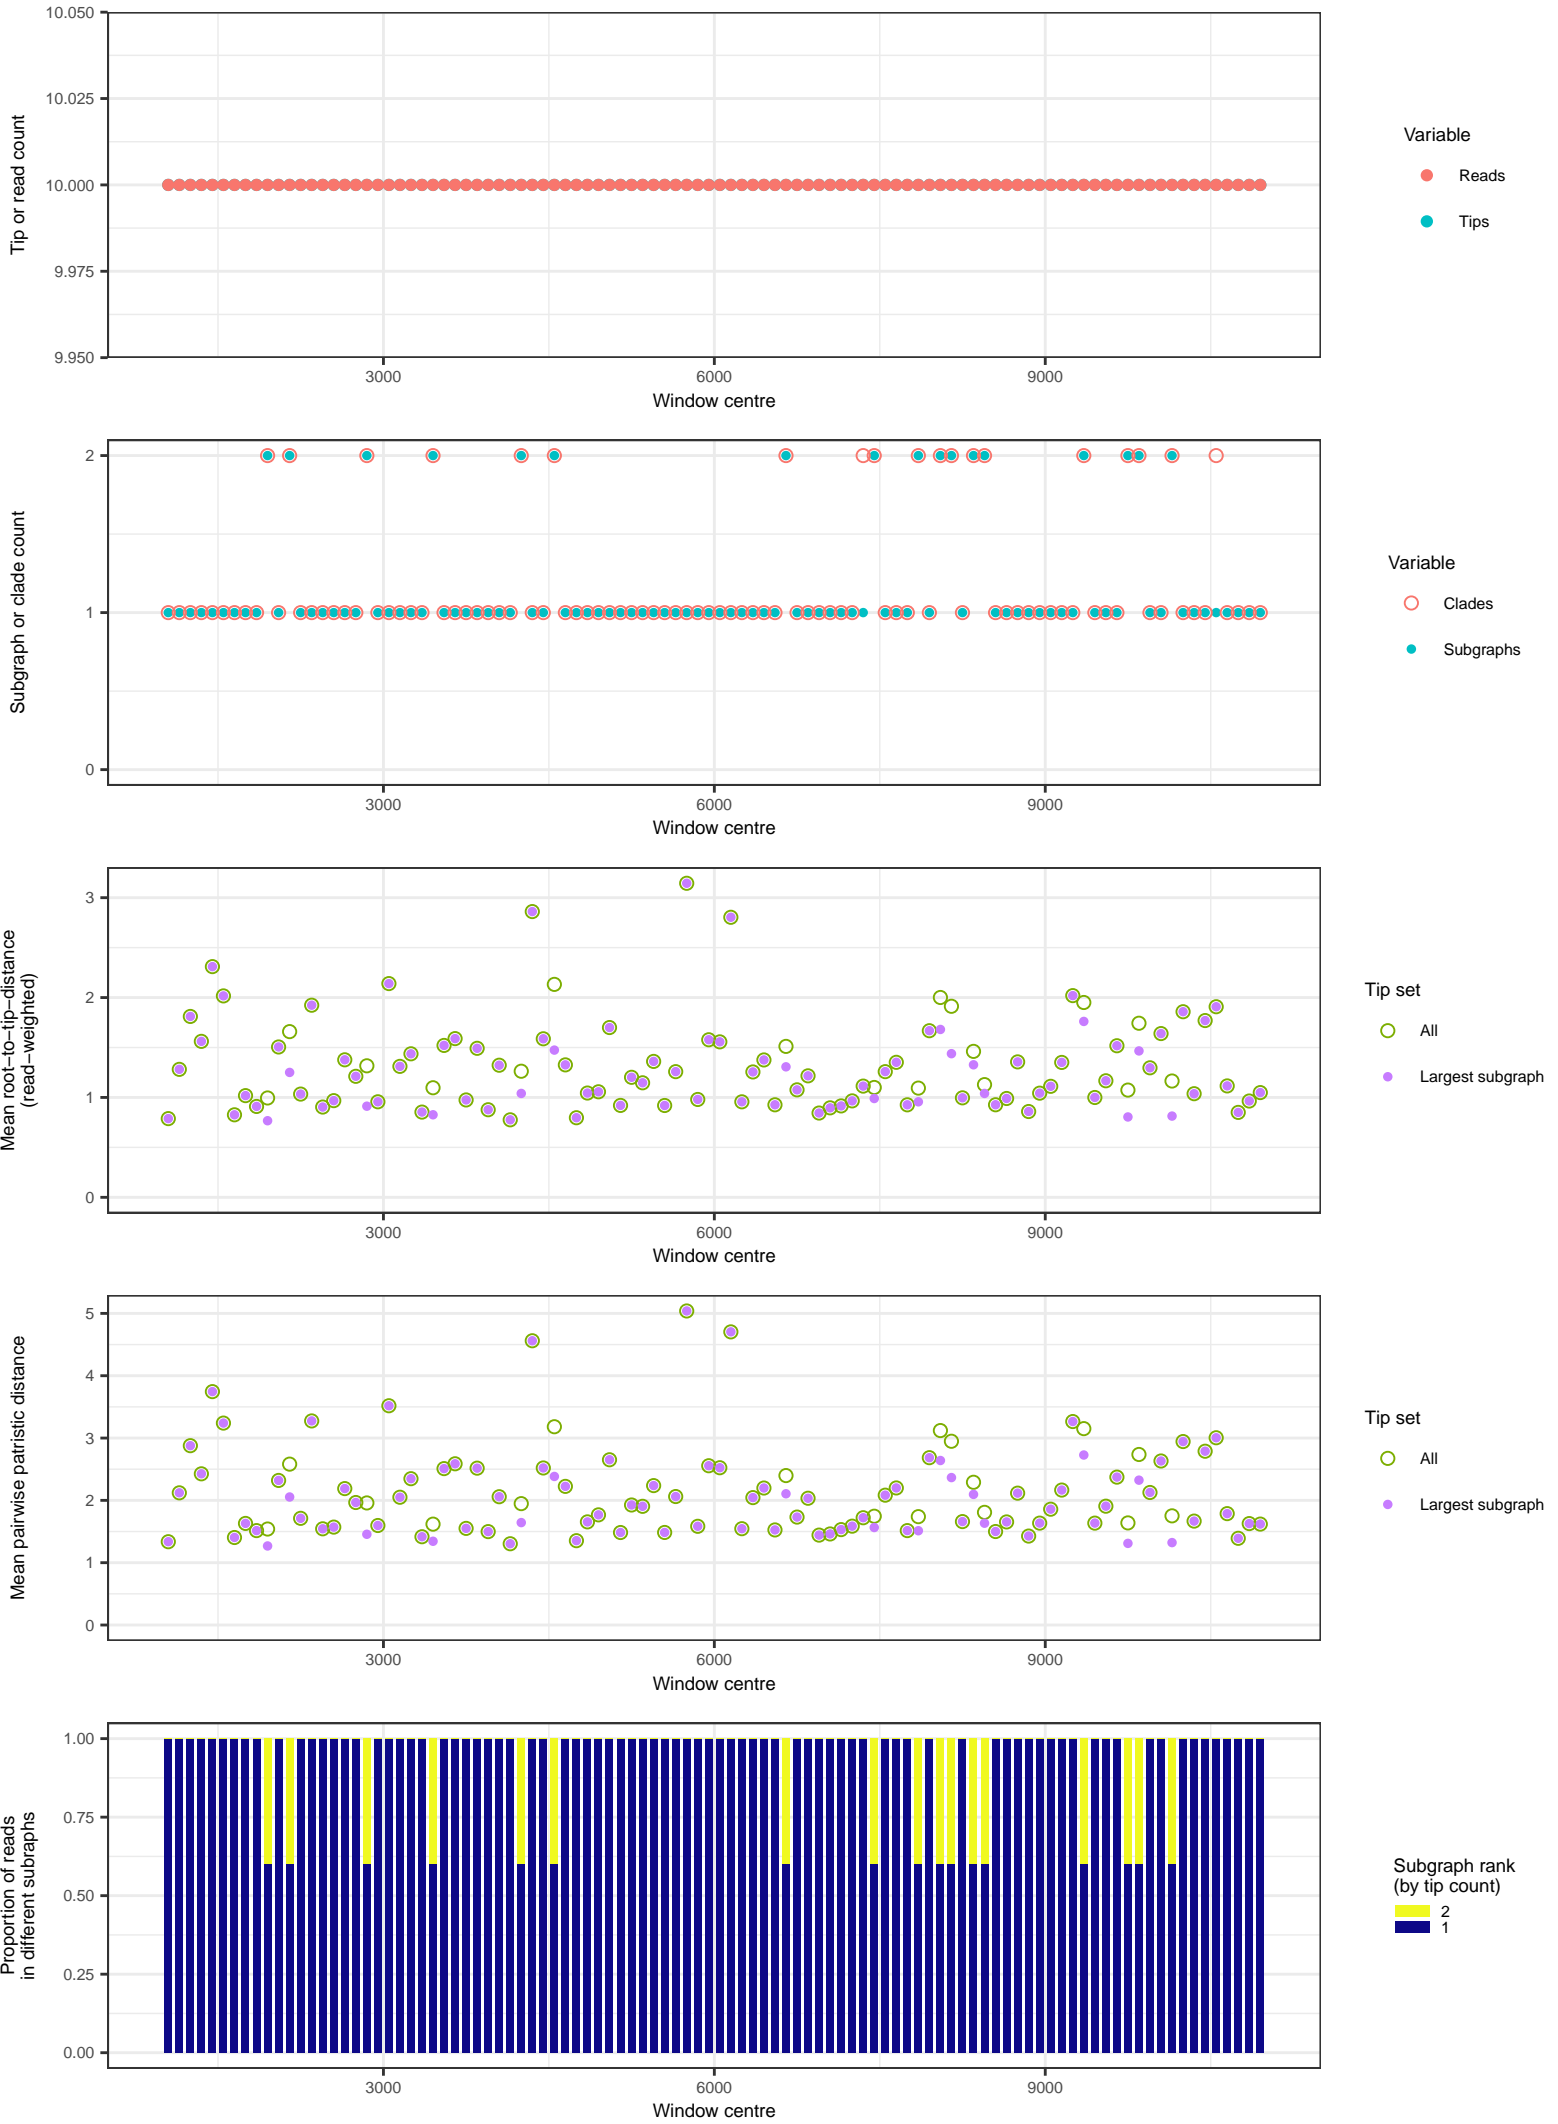 10.050
10.025
10.000
9.975
9.950
Tip or read count
3000 6000 9000
Window centre
Variable
Reads
Tips
2
1
0
Subgraph or clade count
3000 6000 9000
Window centre
Variable
Clades
Subgraphs
3
2
1
0
Mean root−to−tip−distance
(read−weighted)
3000 6000 9000
Window centre
Tip set
All
Largest subgraph
5
4
3
2
1
0
Mean pairwise patristic distance
3000 6000 9000
Window centre
Tip set
All
Largest subgraph
1.00
0.75
0.50
0.25
0.00
Proportion of reads
in different subraphs
3000 6000 9000
Window centre
Subgraph rank
(by tip count)
2
1